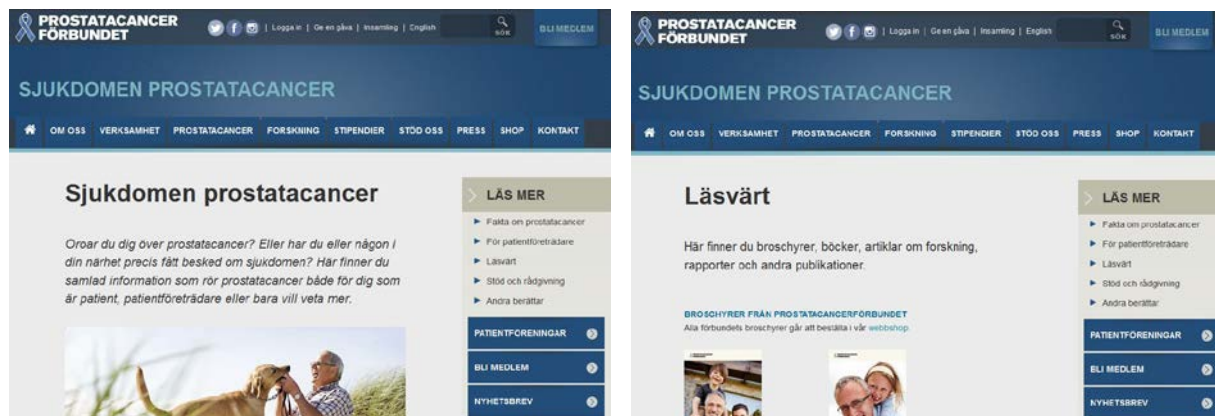 PROSTATACANCER
FÖRBUNDET
| Logga in | Ge en gåva | Insamling | English
SÖK
BLI MEDLEM
SJUKDOMEN PROSTATACANCER
OM OSS VERKSAMHET PROSTATACANCER FORSKNING STIPENDIER STÖD OSS PRESS SHOP KONTAKT
Sjukdomen prostatacancer
Oroar du dig över prostatacancer? Eller har du eller någon i
din närhet precis fått besked om sjukdomen? Här finner du
samlad information som rör prostatacancer både för dig som
är patient, patientföreträdare eller bara vill veta mer.
LÄS MER
Fakta om prostatacancer
För patientföreträdare
Läsvärt
Stöd och rådgivning
Andra berättar
PATIENTFÖRENINGAR
BLI MEDLEM
NYHETSBREV
PROSTATACANCER
FÖRBUNDET
| Logga in | Ge en gåva | Insamling | English
SÖK
BLI MEDLEM
SJUKDOMEN PROSTATACANCER
OM OSS VERKSAMHET PROSTATACANCER FORSKNING STIPENDIER STÖD OSS PRESS SHOP KONTAKT
Läsvärt
Här finner du broschyrer, böcker, artiklar om forskning,
rapporter och andra publikationer.
BROSCHYRER FRÅN PROSTATACANCERFÖRBUNDET
Alla förbundets broschyrer går att beställa i vår webbshop.
LÄS MER
Fakta om prostatacancer
För patientföreträdare
Läsvärt
Stöd och rådgivning
Andra berättar
PATIENTFÖRENINGAR
BLI MEDLEM
NYHETSBREV